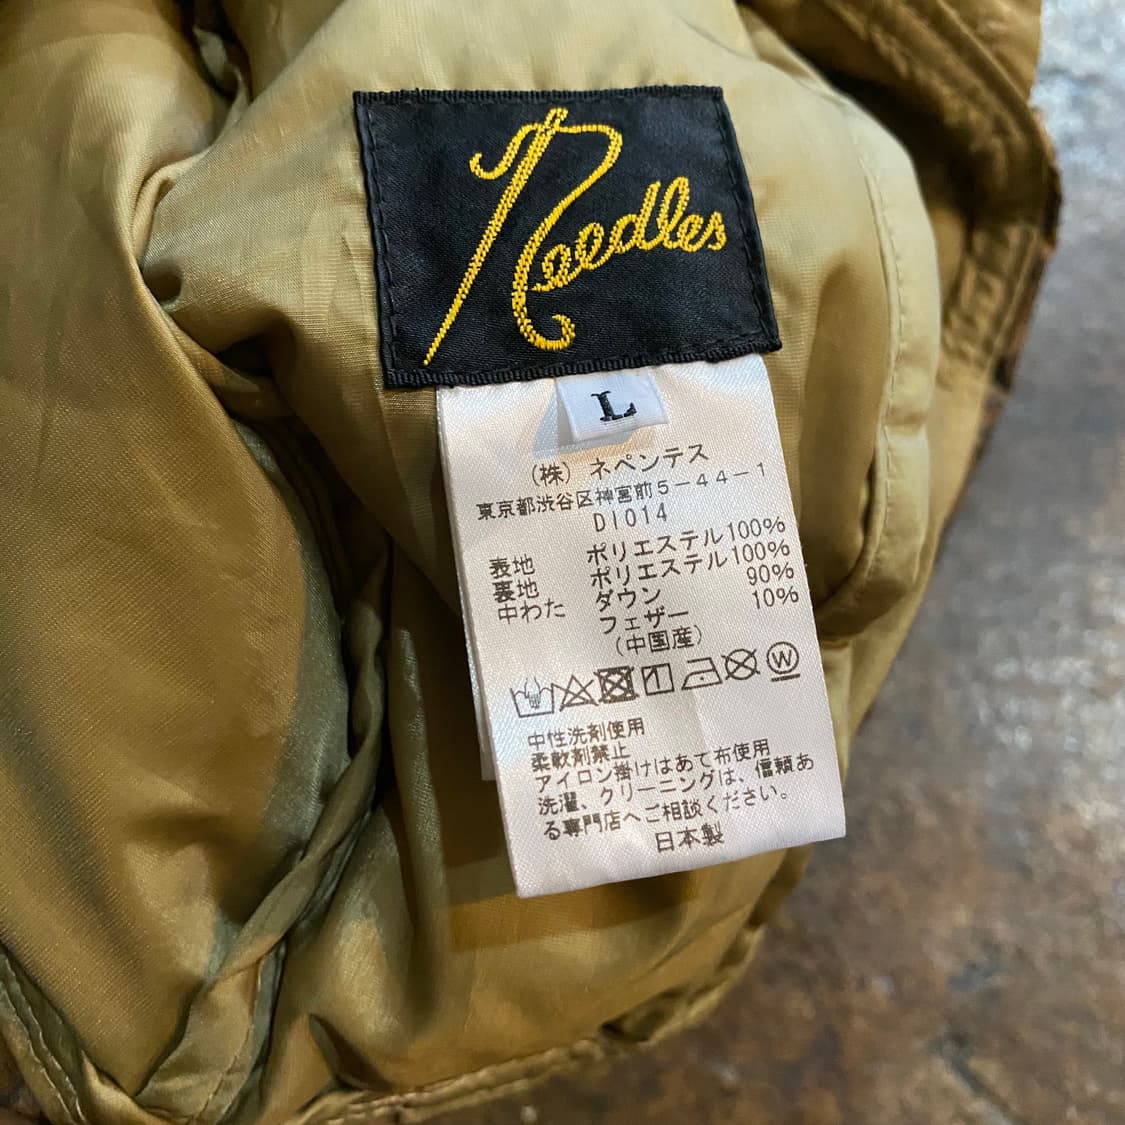 Needles
L
(株) ネペンテス
東京都渋谷区神宮前5-44-1
DI014
表地 ポリエステル100%
裏地 ポリエステル100%
中わた ダウン 90%
フェザー 10%
(中国産)
W
中性洗剤使用
柔軟剤禁止
アイロン掛けはあて布使用
洗濯、クリーニングは、信頼あ
る専門店へご相談ください。
日本製